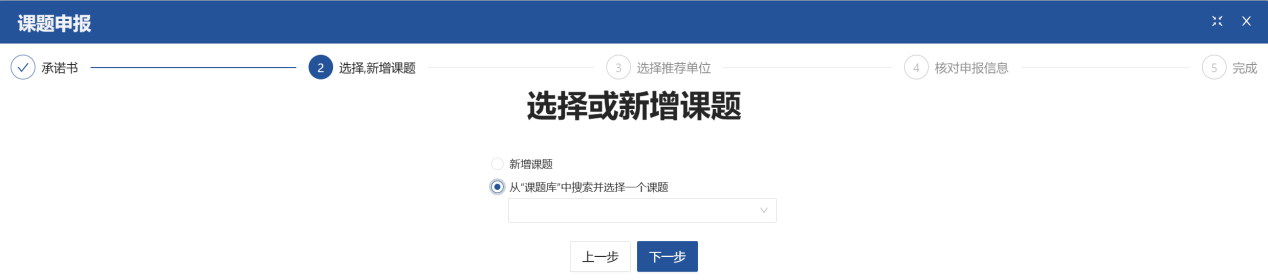 课题申报
承诺书 2 选择,新增课题 3 选择推荐单位 4 核对申报信息 5 完成
选择或新增课题
新增课题
从"课题库"中搜索并选择一个课题
上一步 下一步